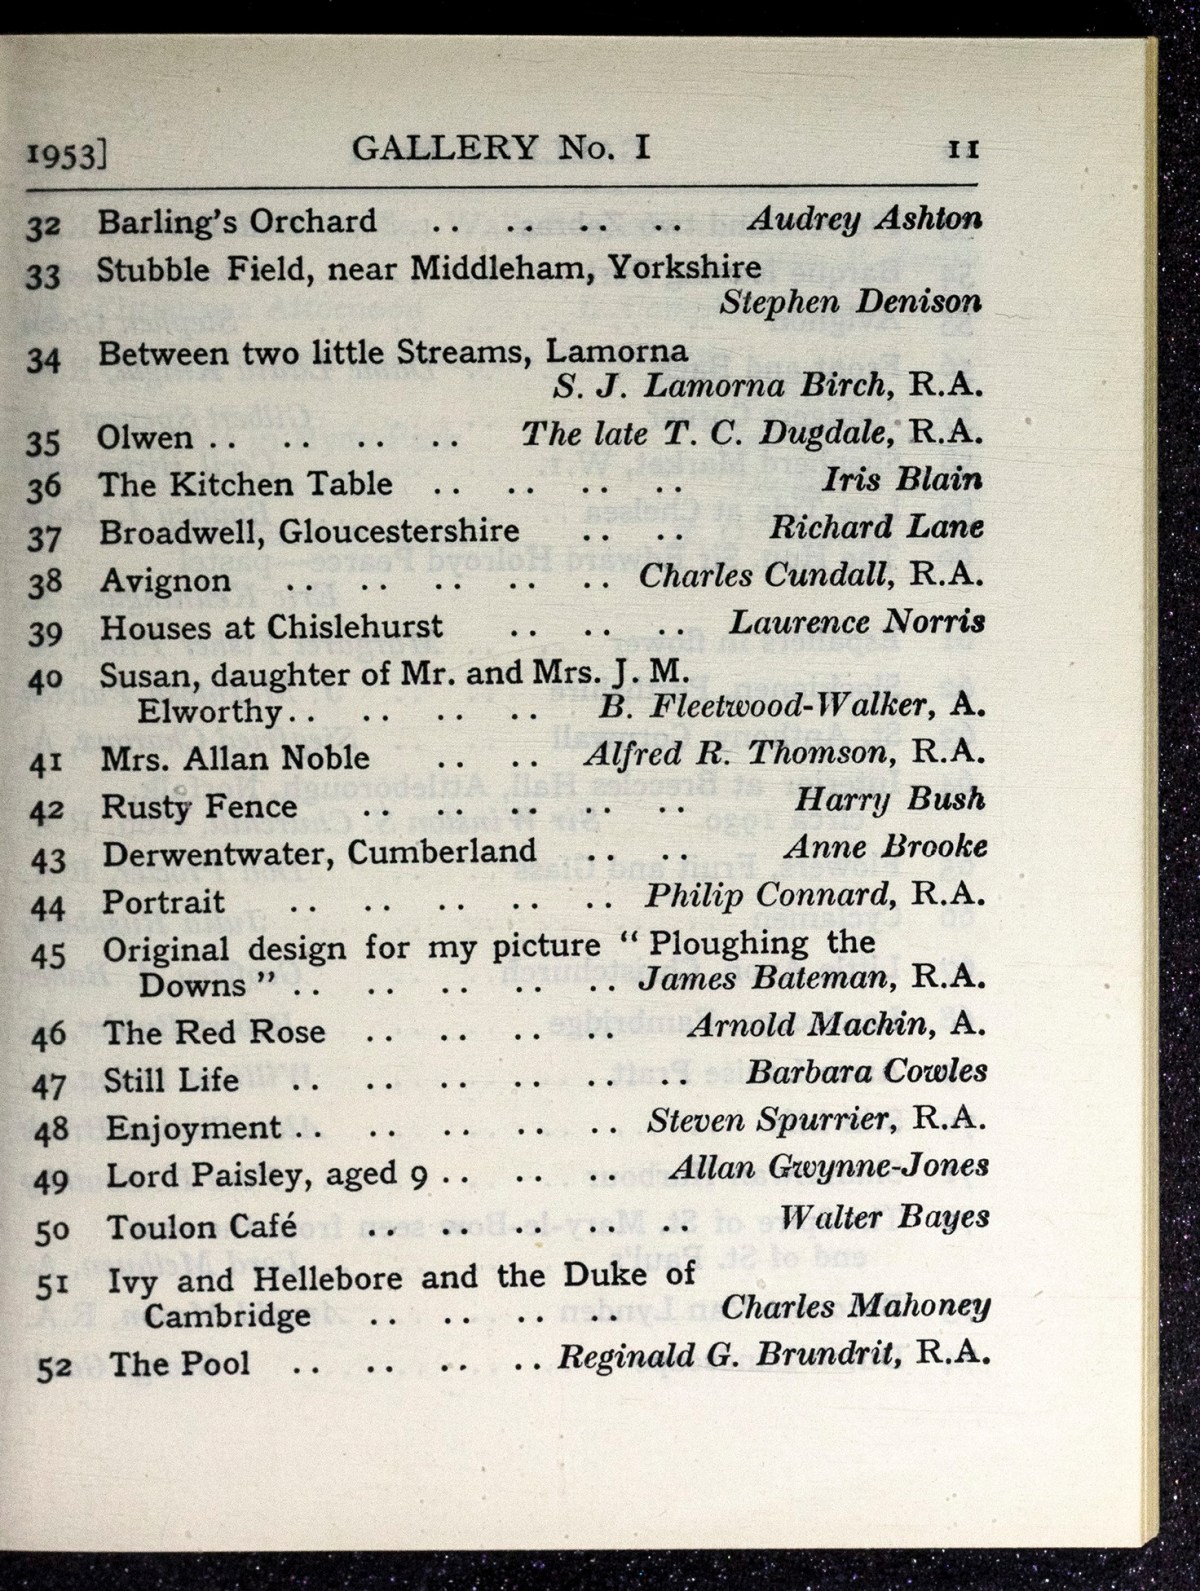 1953] GALLERY No. I 11
32 Barling's Orchard .. .. .. .. Audrey Ashton
33 Stubble Field, near Middleham, Yorkshire
Stephen Denison
34 Between two little Streams, Lamorna
S. J. Lamorna Birch, R.A.
35 Olwen .. .. .. .. The late T. C. Dugdale, R.A.
36 The Kitchen Table .. .. .. .. Iris Blain
37 Broadwell, Gloucestershire .. .. Richard Lane
38 Avignon .. .. .. .. .. Charles Cundall, R.A.
39 Houses at Chislehurst .. .. .. Laurence Norris
40 Susan, daughter of Mr. and Mrs. J. M.
Elworthy.. .. .. .. B. Fleetwood-Walker, A.
41 Mrs. Allan Noble .. .. Alfred R. Thomson, R.A.
42 Rusty Fence .. .. .. .. .. Harry Bush
43 Derwentwater, Cumberland .. .. Anne Brooke
44 Portrait .. .. .. .. .. Philip Connard, R.A.
45 Original design for my picture “Ploughing the
Downs” .. .. .. .. .. James Bateman, R.A.
46 The Red Rose .. .. .. .. Arnold Machin, A.
47 Still Life .. .. .. .. .. .. Barbara Cowles
48 Enjoyment .. .. .. .. .. Steven Spurrier, R.A.
49 Lord Paisley, aged 9 .. .. .. Allan Gwynne-Jones
50 Toulon Café .. .. .. .. .. Walter Bayes
51 Ivy and Hellebore and the Duke of
Cambridge .. .. .. .. Charles Mahoney
52 The Pool .. .. .. .. Reginald G. Brundrit, R.A.